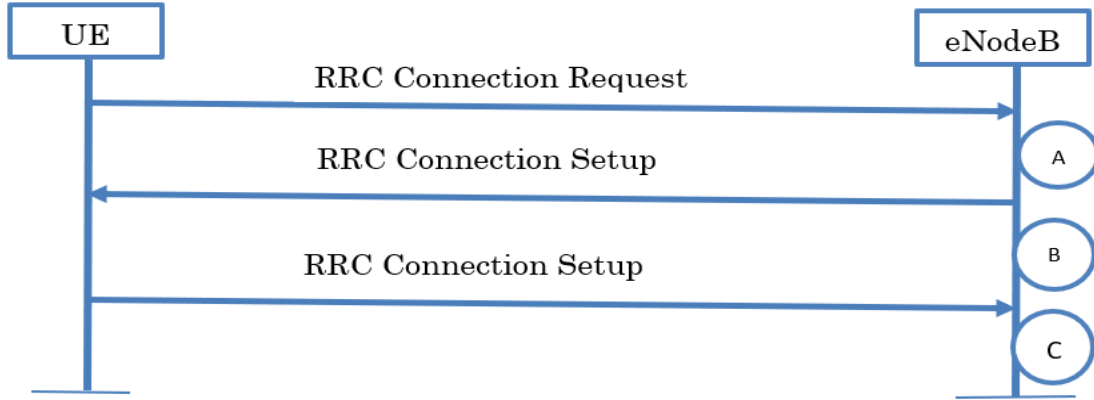 UE
eNodeB
RRC Connection Request
A
RRC Connection Setup
B
RRC Connection Setup
C